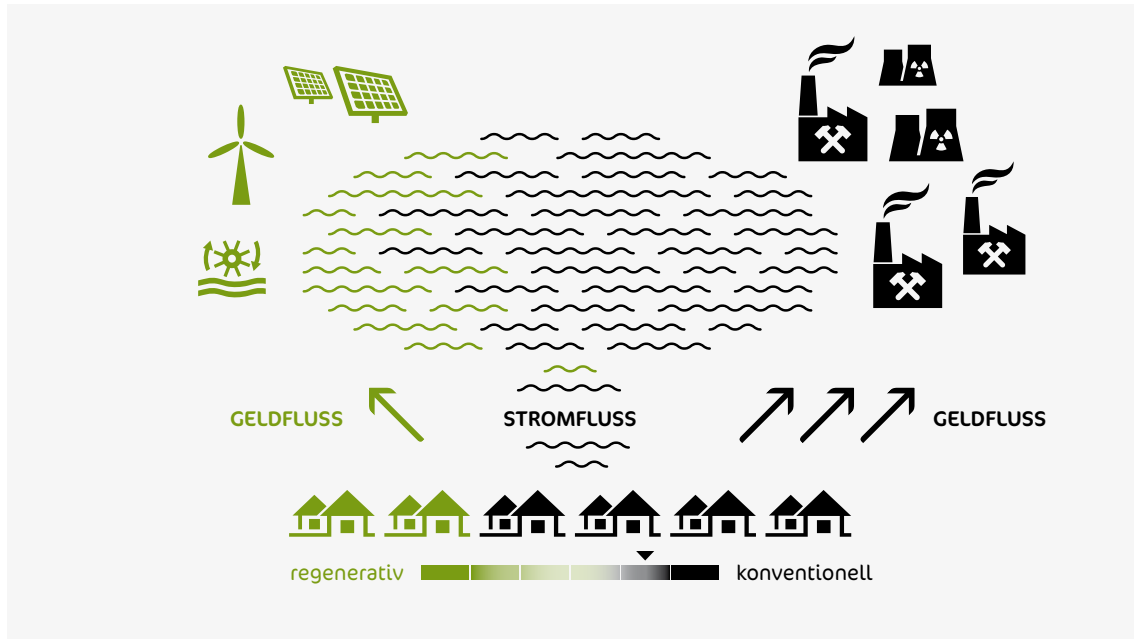 GELDFLUSS
STROMFLUSS
GELDFLUSS
regenerativ
konventionell